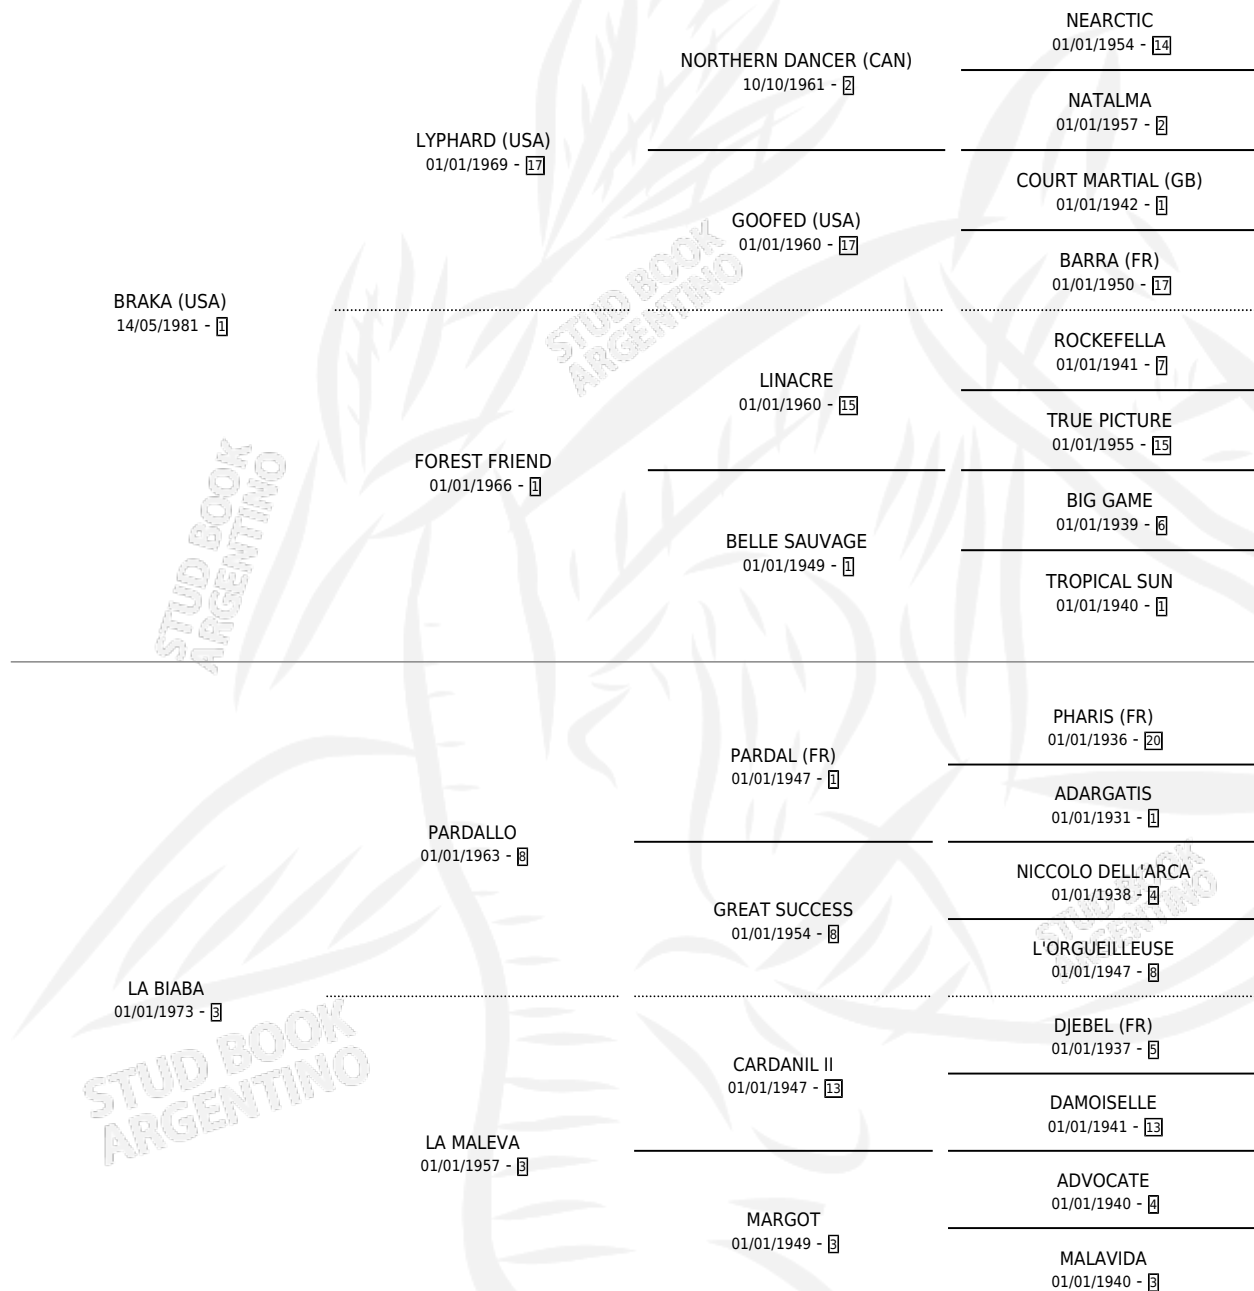 NEARCTIC
01/01/1954 - 14
NORTHERN DANCER (CAN)
10/10/1961 - 2
NATALMA
01/01/1957 - 2
LYPHARD (USA)
01/01/1969 - 17
COURT MARTIAL (GB)
01/01/1942 - 1
GOOFED (USA)
01/01/1960 - 17
BARRA (FR)
01/01/1950 - 17
BRAKA (USA)
14/05/1981 - 1
STUD BOOK
ARGENTINO
ROCKEFELLA
01/01/1941 - 7
LINACRE
01/01/1960 - 15
TRUE PICTURE
01/01/1955 - 15
FOREST FRIEND
01/01/1966 - 1
BIG GAME
01/01/1939 - 6
BELLE SAUVAGE
01/01/1949 - 1
TROPICAL SUN
01/01/1940 - 1
STUD BOOK
ARGENTINO
PHARIS (FR)
01/01/1936 - 20
PARDAL (FR)
01/01/1947 - 1
ADARGATIS
01/01/1931 - 1
PARDALLO
01/01/1963 - 8
NICCOLO DELL'ARCA
01/01/1938 - 4
GREAT SUCCESS
01/01/1954 - 8
L'ORGUEILLEUSE
01/01/1947 - 8
STUD BOOK
ARGENTINO
LA BIABA
01/01/1973 - 3
DJEBEL (FR)
01/01/1937 - 5
CARDANIL II
01/01/1947 - 13
DAMOISELLE
01/01/1941 - 13
STUD BOOK
ARGENTINO
LA MALEVA
01/01/1957 - 3
ADVOCATE
01/01/1940 - 4
MARGOT
01/01/1949 - 3
MALAVIDA
01/01/1940 - 3